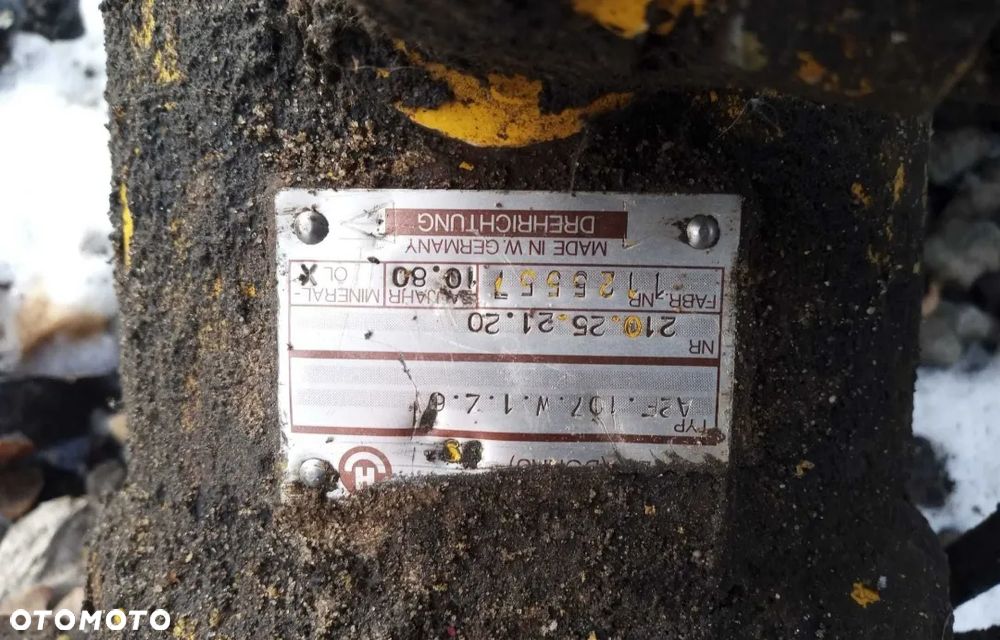 TYP
A2F.107.W.1.Z.6
NR
210.25.21.20
FABR.-NR BAUJAHR MINERAL-
1125557 10.80 ÖL X
MADE IN W. GERMANY
DREHRICHTUNG
OTOMOTO